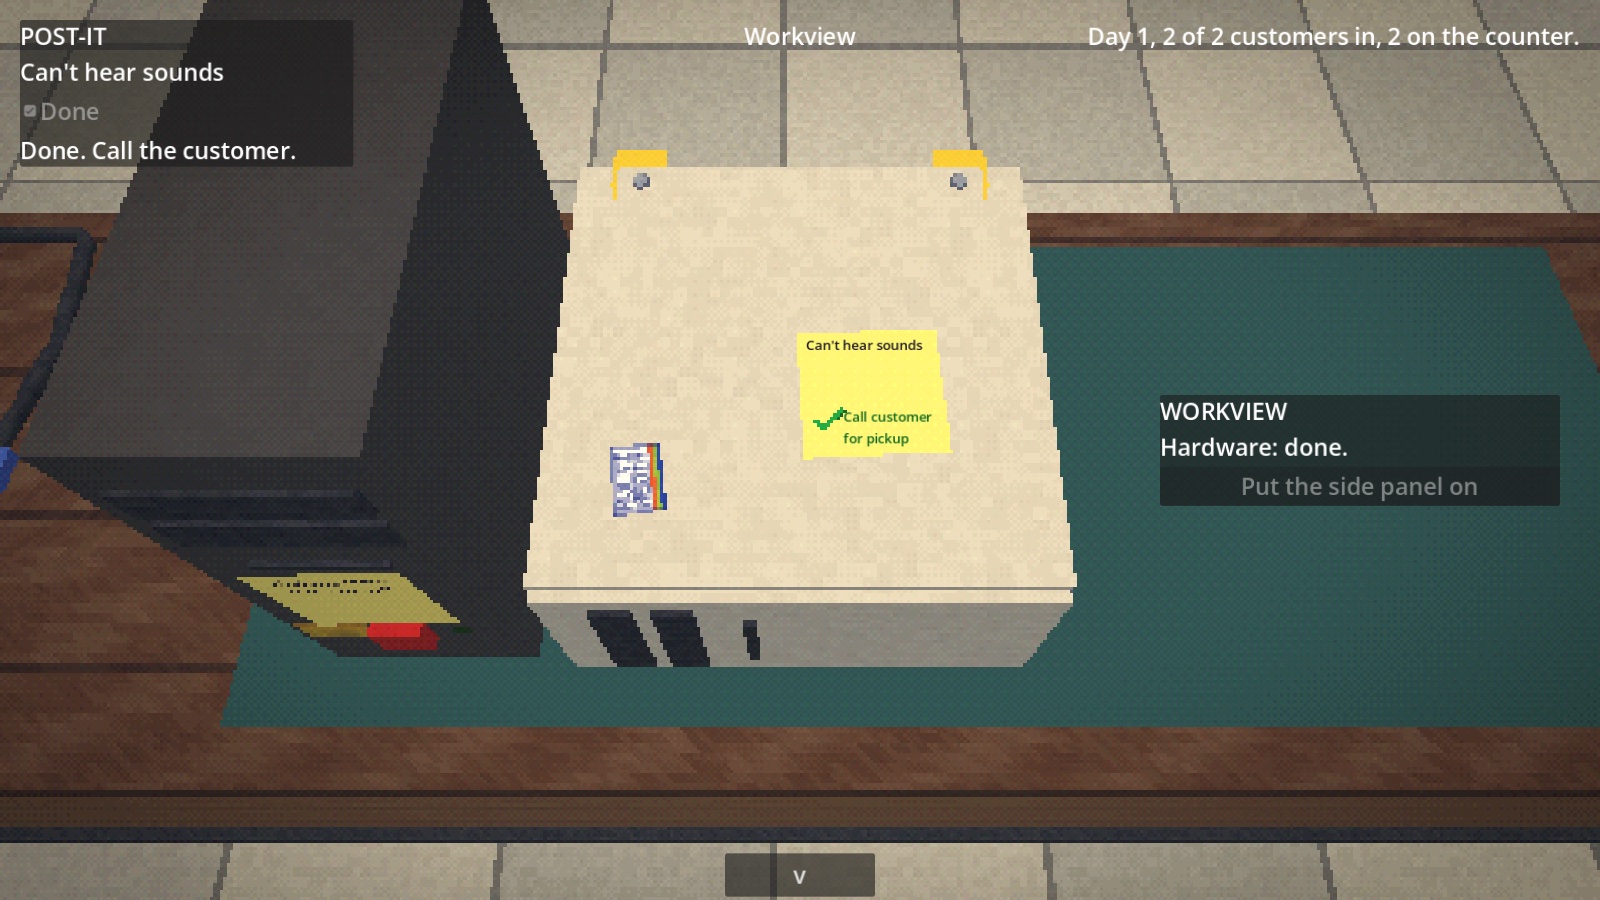 POST-IT
Can't hear sounds
Done
Done. Call the customer.
Workview
Day 1, 2 of 2 customers in, 2 on the counter.
Can't hear sounds
Call customer
for pickup
WORKVIEW
Hardware: done.
Put the side panel on
v